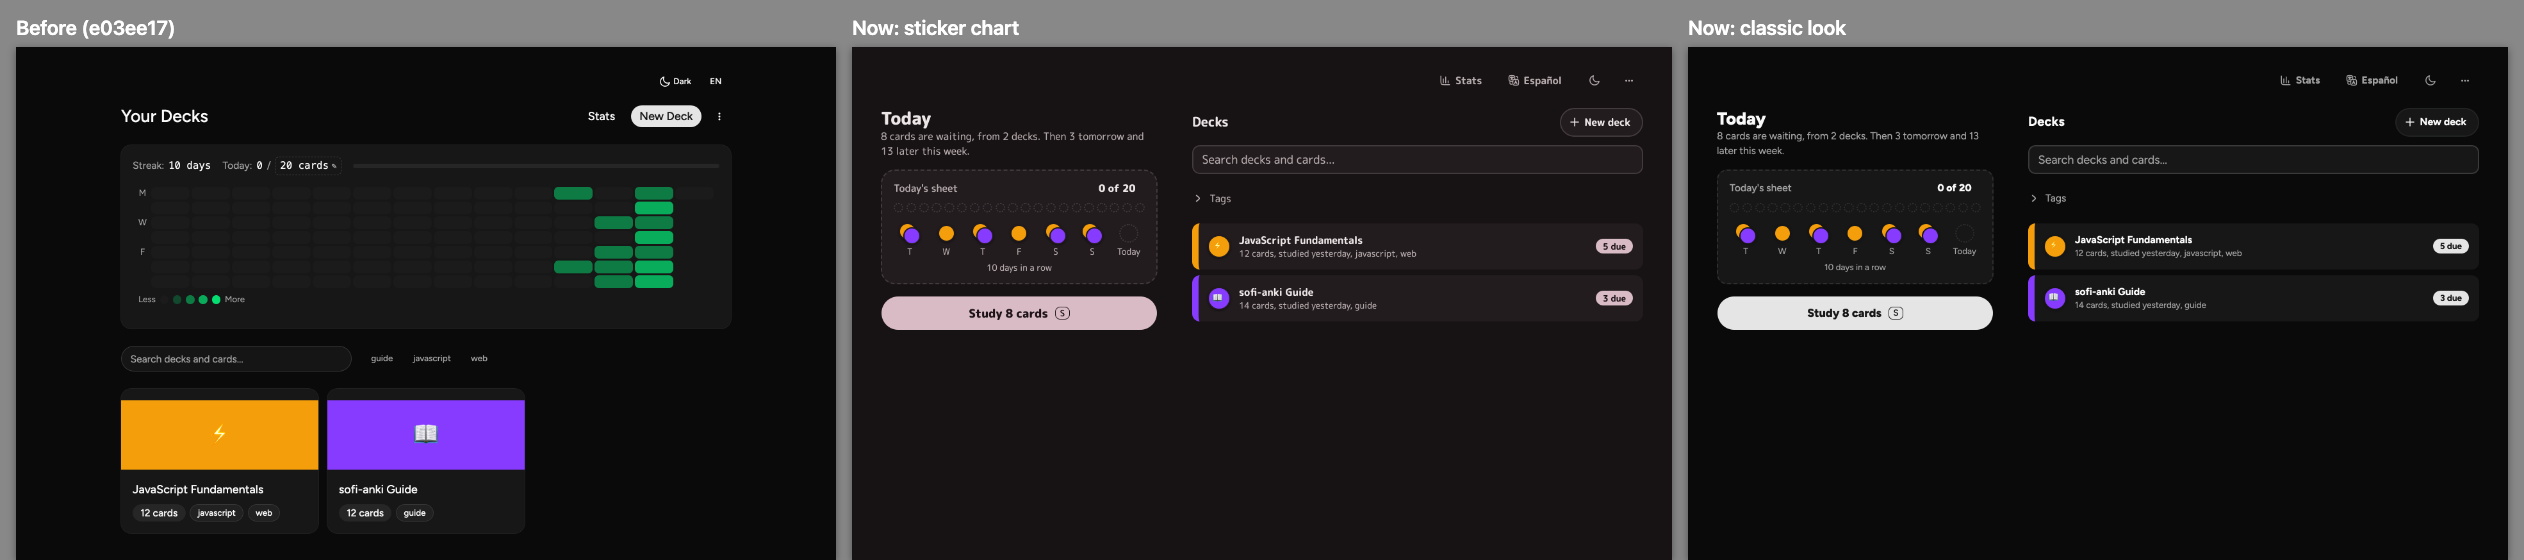 Before (e03ee17)
Dark EN
Your Decks
Stats New Deck
Streak: 10 days Today: 0 / 20 cards
M
W
F
Less More
Search decks and cards...
guide javascript web
JavaScript Fundamentals
12 cards javascript web
sofi-anki Guide
12 cards guide
Now: sticker chart
Stats Español
Today
8 cards are waiting, from 2 decks. Then 3 tomorrow and
13 later this week.
Today's sheet 0 of 20
T W T F S S Today
10 days in a row
Study 8 cards S
Decks
+ New deck
Search decks and cards...
Tags
JavaScript Fundamentals
12 cards, studied yesterday, javascript, web
5 due
sofi-anki Guide
14 cards, studied yesterday, guide
3 due
Now: classic look
Stats Español
Today
8 cards are waiting, from 2 decks. Then 3 tomorrow and 13
later this week.
Today's sheet 0 of 20
T W T F S S Today
10 days in a row
Study 8 cards S
Decks
+ New deck
Search decks and cards...
Tags
JavaScript Fundamentals
12 cards, studied yesterday, javascript, web
5 due
sofi-anki Guide
14 cards, studied yesterday, guide
3 due